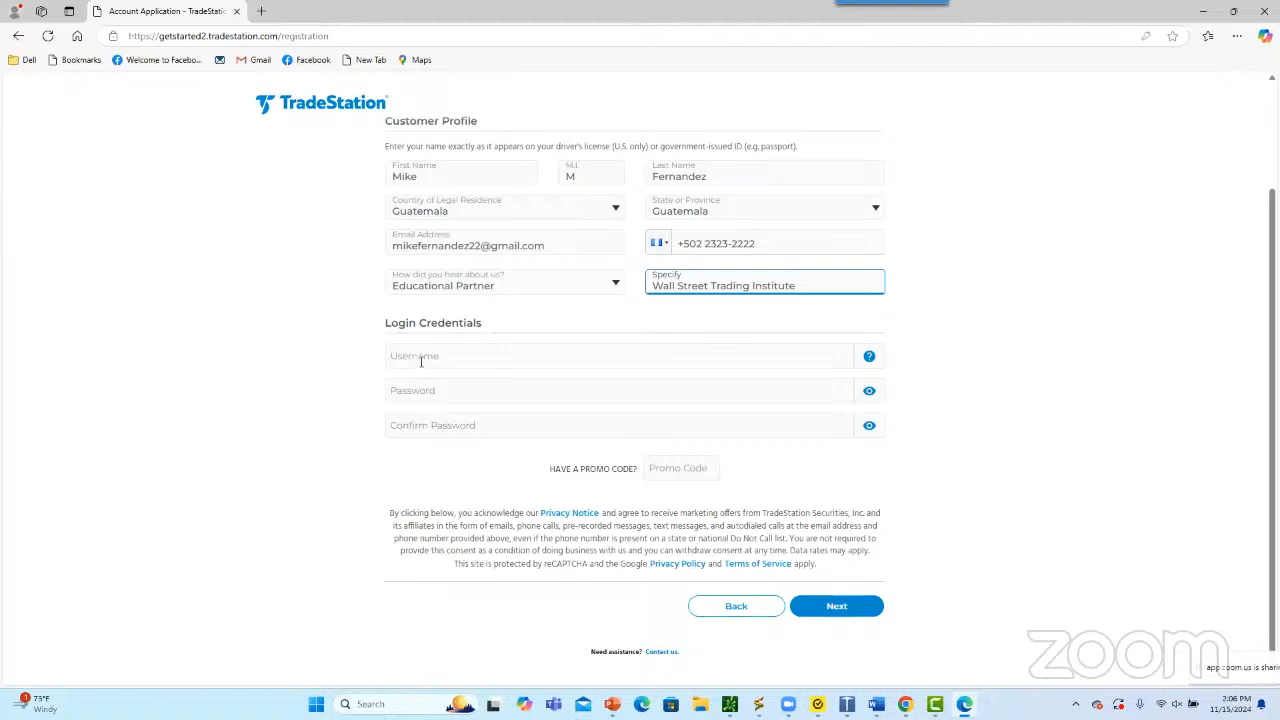 Account Application - TradeStatic
https://getstarted2.tradestation.com/registration
Dell Bookmarks Welcome to Facebo... Gmail Facebook New Tab Maps
TradeStation
Customer Profile
Enter your name exactly as it appears on your driver's license (U.S. only) or government-issued ID (e.g. passport).
First Name M.I. Last Name
Mike M Fernandez
Country of Legal Residence State or Province
Guatemala Guatemala
Email Address
mikefernandez22@gmail.com +502 2323-2222
How did you hear about us? Specify
Educational Partner Wall Street Trading Institute
Login Credentials
Username
Password
Confirm Password
HAVE A PROMO CODE? Promo Code
By clicking below, you acknowledge our Privacy Notice and agree to receive marketing offers from TradeStation Securities, Inc. and
its affiliates in the form of emails, phone calls, pre-recorded messages, text messages, and autodialed calls at the email address and
phone number provided above, even if the phone number is present on a state or national Do Not Call list. You are not required to
provide this consent as a condition of doing business with us and you can withdraw consent at any time. Data rates may apply.
This site is protected by reCAPTCHA and the Google Privacy Policy and Terms of Service apply.
Back Next
Need assistance? Contact us.
zoom
app.zoom.us is sharin
1 73°F
Windy
Search
2:06 PM
11/15/2024